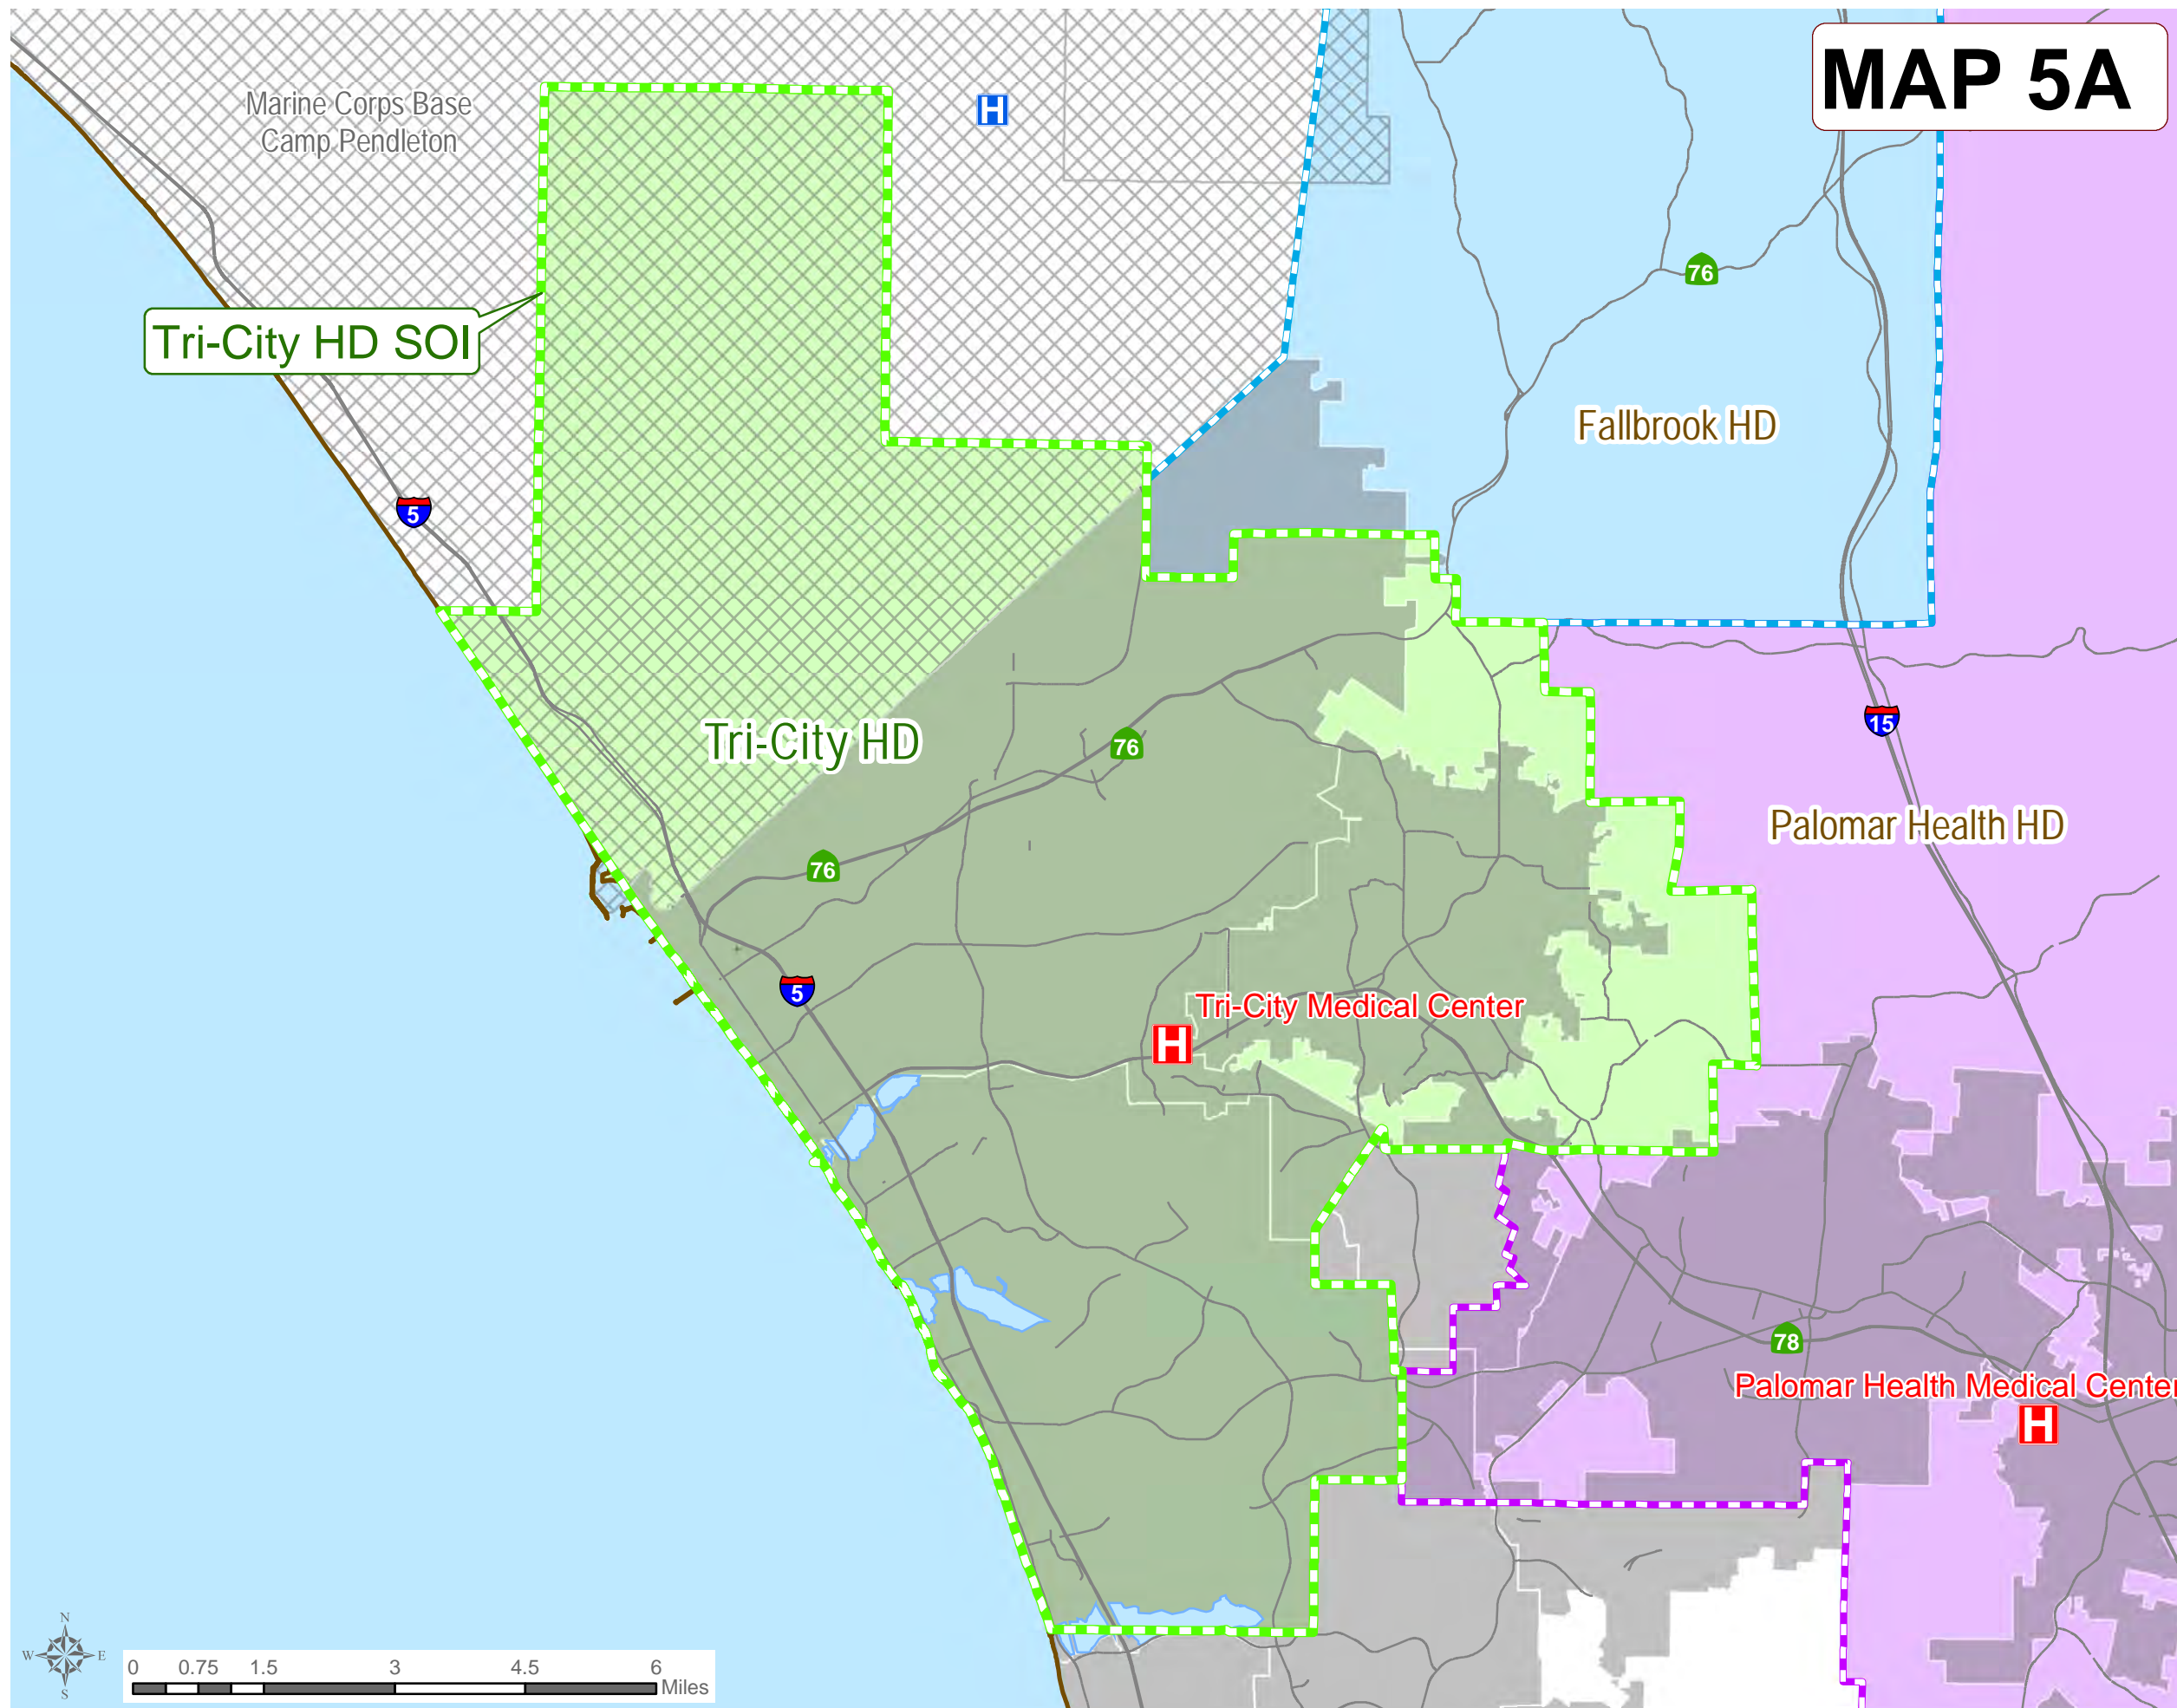 MAP 5A
Marine Corps Base
Camp Pendleton
H
76
Tri-City HD SOI
Fallbrook HD
5
15
Tri-City HD
76
Palomar Health HD
76
5
Tri-City Medical Center
H
78
Palomar Health Medical Center
H
N
W E
S
0 0.75 1.5 3 4.5 6
Miles